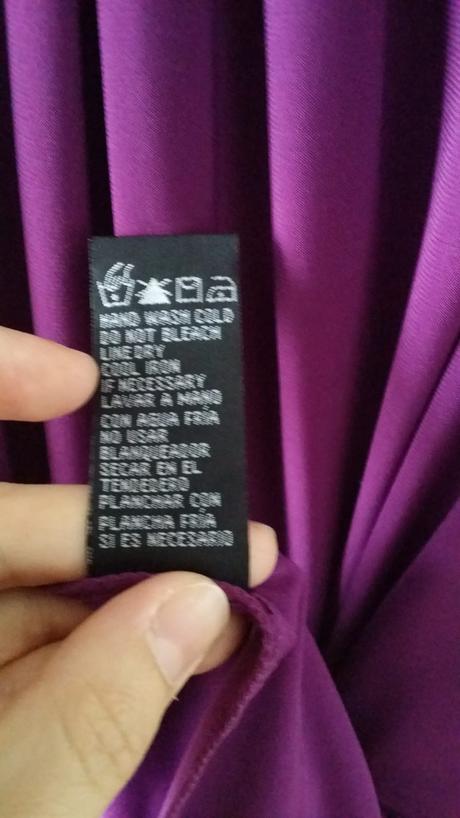 HAND WASH COLD
DO NOT BLEACH
LINE DRY
COOL IRON
IF NECESSARY
LAVAR A MANO
CON AGUA FRÍA
NO USAR
BLANQUEADOR
SECAR EN EL
TENDEDERO
PLANCHAR CON
PLANCHA FRÍA
SI ES NECESARIO